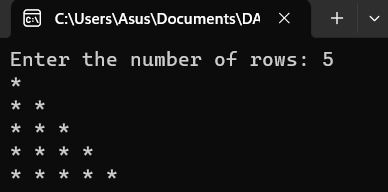 C:\Users\Asus\Documents\DA
Enter the number of rows: 5
*
* *
* * *
* * * *
* * * * *